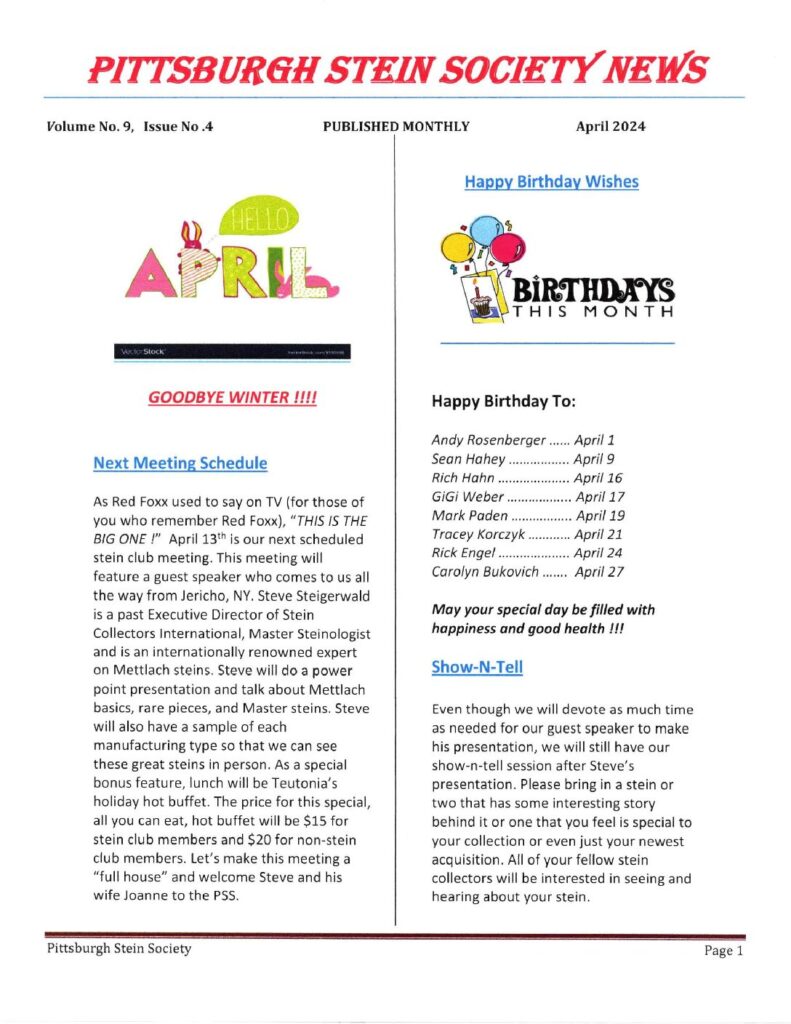 PITTSBURGH STEIN SOCIETY NEWS
Volume No. 9, Issue No .4 PUBLISHED MONTHLY April 2024
HELLO
APRIL
VectorStock
GOODBYE WINTER !!!!
Next Meeting Schedule
As Red Foxx used to say on TV (for those of
you who remember Red Foxx), "THIS IS THE
BIG ONE !" April 13th is our next scheduled
stein club meeting. This meeting will
feature a guest speaker who comes to us all
the way from Jericho, NY. Steve Steigerwald
is a past Executive Director of Stein
Collectors International, Master Steinologist
and is an internationally renowned expert
on Mettlach steins. Steve will do a power
point presentation and talk about Mettlach
basics, rare pieces, and Master steins. Steve
will also have a sample of each
manufacturing type so that we can see
these great steins in person. As a special
bonus feature, lunch will be Teutonia's
holiday hot buffet. The price for this special,
all you can eat, hot buffet will be $15 for
stein club members and $20 for non-stein
club members. Let's make this meeting a
"full house" and welcome Steve and his
wife Joanne to the PSS.
Happy Birthday Wishes
BIRTHDAYS
THIS MONTH
Happy Birthday To:
Andy Rosenberger ...... April 1
Sean Hahey ................. April 9
Rich Hahn .................... April 16
GiGi Weber .................. April 17
Mark Paden ................. April 19
Tracey Korczyk ............ April 21
Rick Engel .................... April 24
Carolyn Bukovich ....... April 27
May your special day be filled with
happiness and good health !!!
Show-N-Tell
Even though we will devote as much time
as needed for our guest speaker to make
his presentation, we will still have our
show-n-tell session after Steve's
presentation. Please bring in a stein or
two that has some interesting story
behind it or one that you feel is special to
your collection or even just your newest
acquisition. All of your fellow stein
collectors will be interested in seeing and
hearing about your stein.
Pittsburgh Stein Society Page 1